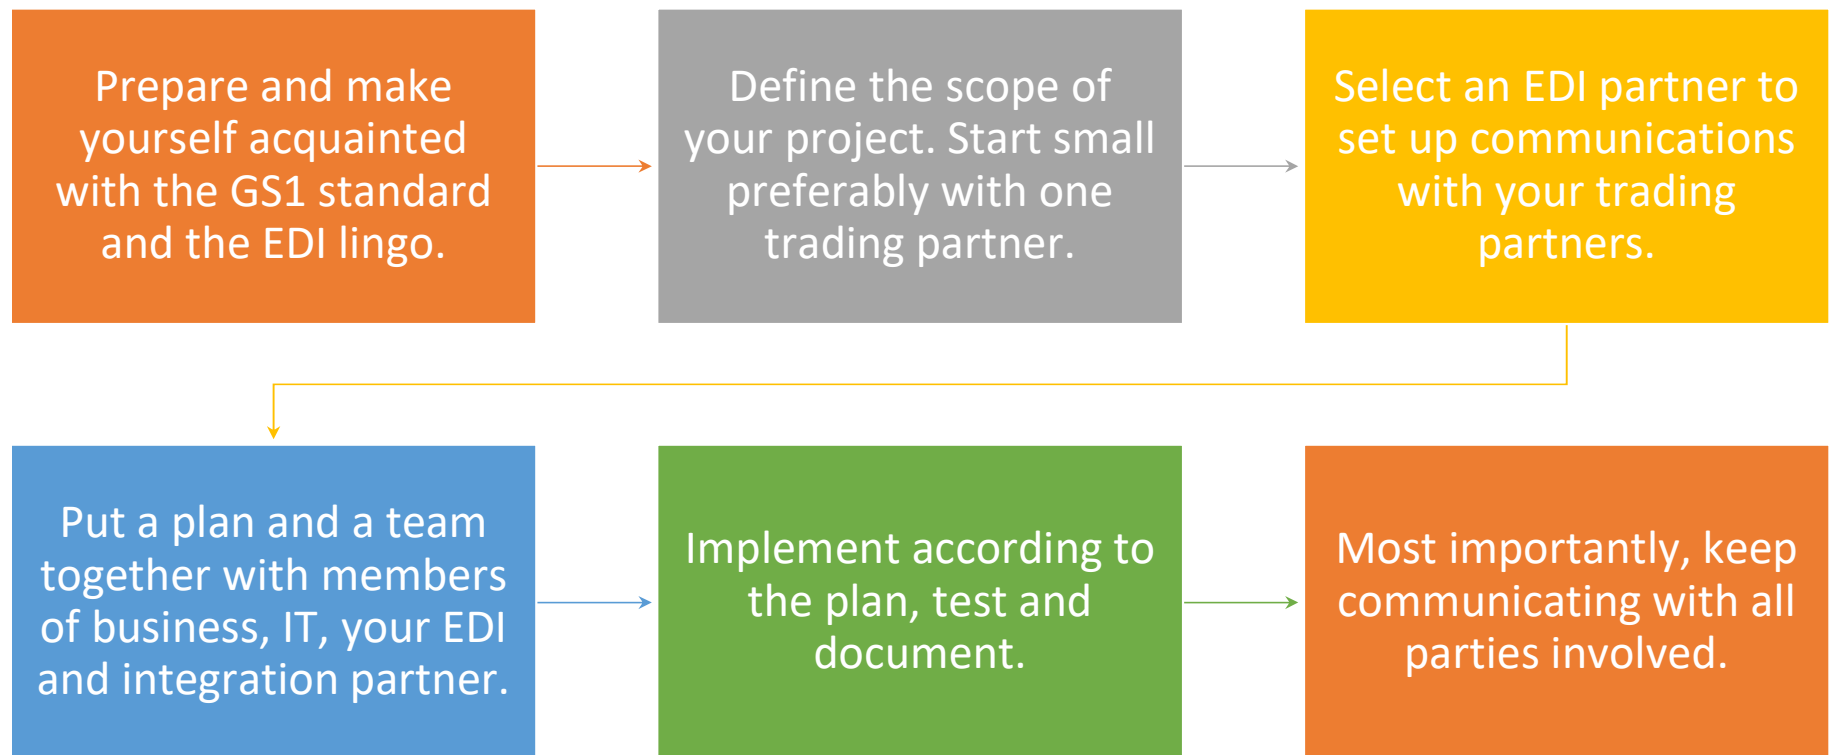 Prepare and make
yourself acquainted
with the GS1 standard
and the EDI lingo.
Define the scope of
your project. Start small
preferably with one
trading partner.
Select an EDI partner to
set up communications
with your trading
partners.
Put a plan and a team
together with members
of business, IT, your EDI
and integration partner.
Implement according to
the plan, test and
document.
Most importantly, keep
communicating with all
parties involved.